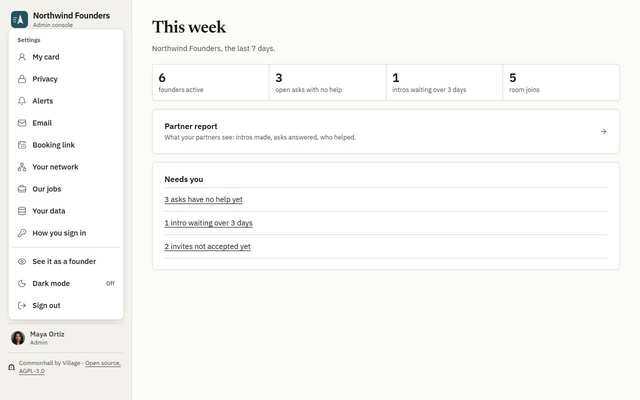 Northwind Founders
Admin console
Settings
My card
Privacy
Alerts
Email
Booking link
Your network
Our jobs
Your data
How you sign in
See it as a founder
Dark mode Off
Sign out
Maya Ortiz
Admin
Commonhall by Village · Open source,
AGPL-3.0
This week
Northwind Founders, the last 7 days.
6
founders active
3
open asks with no help
1
intros waiting over 3 days
5
room joins
Partner report
What your partners see: intros made, asks answered, who helped.
Needs you
3 asks have no help yet
1 intro waiting over 3 days
2 invites not accepted yet